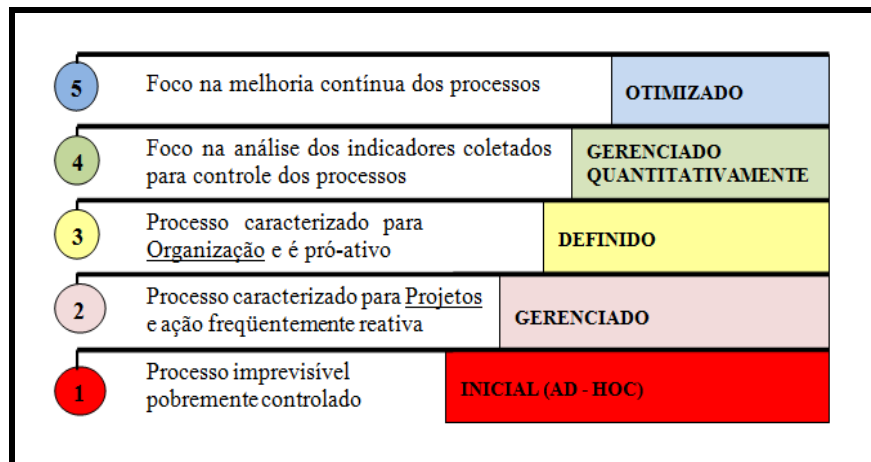 5
Foco na melhoria contínua dos processos
OTIMIZADO
4
Foco na análise dos indicadores coletados
para controle dos processos
GERENCIADO
QUANTITATIVAMENTE
3
Processo caracterizado para
Organização e é pró-ativo
DEFINIDO
2
Processo caracterizado para Projetos
e ação freqüentemente reativa
GERENCIADO
1
Processo imprevisível
pobremente controlado
INICIAL (AD - HOC)